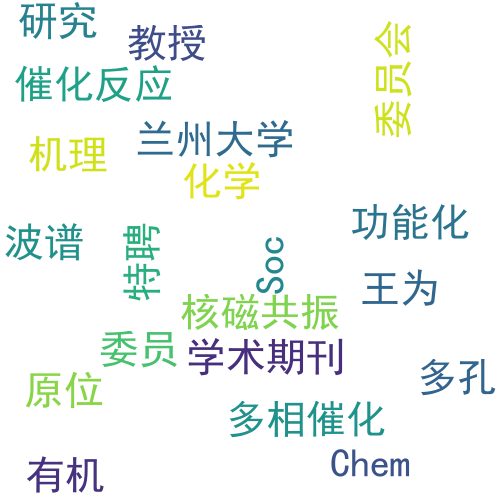 研究
教授
委员会
催化反应
兰州大学
机理
化学
功能化
波谱
特聘
Soc
王为
核磁共振
委员
学术期刊
多孔
原位
多相催化
Chem
有机